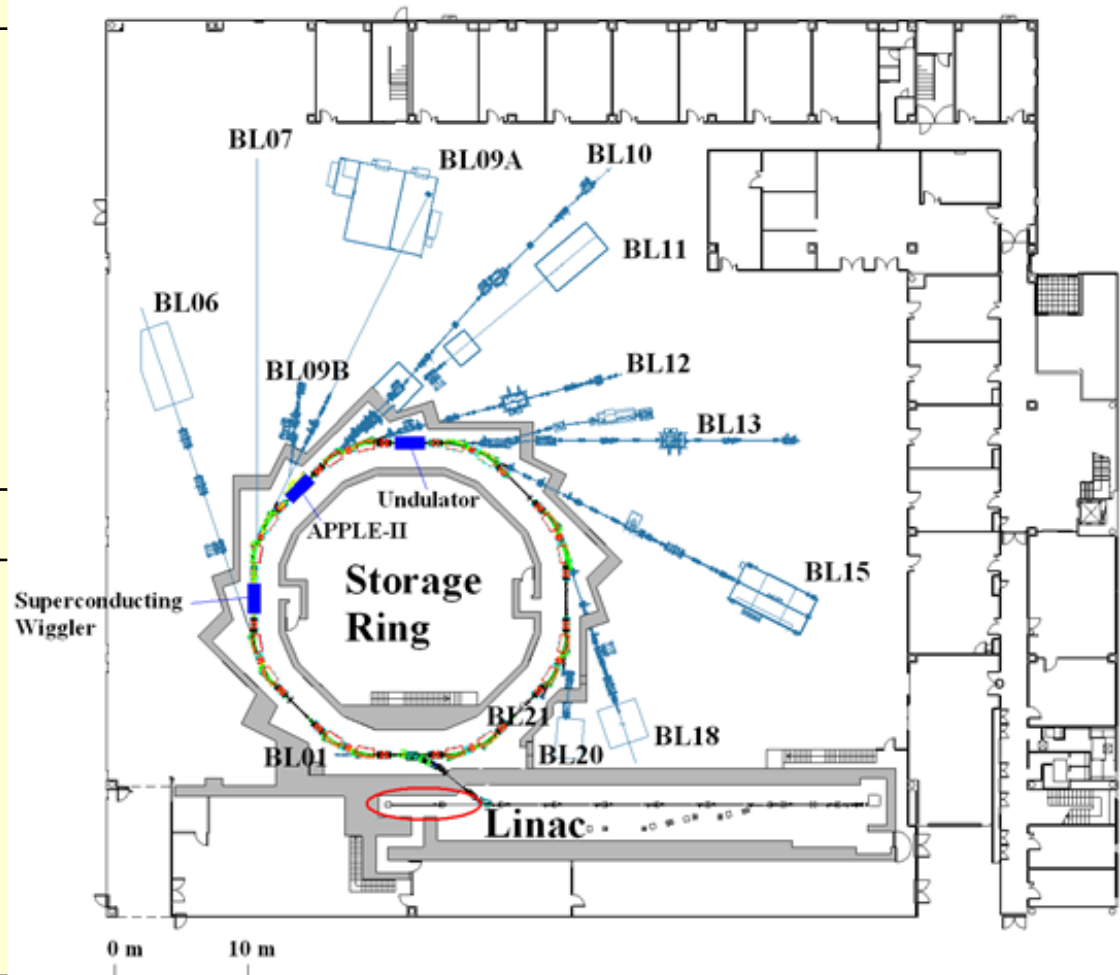 BL07
BL09A
BL10
BL11
BL06
BL09B
BL12
BL13
Undulator
APPLE-II
Storage
Ring
BL15
Superconducting
Wiggler
BL21
BL18
BL01
BL20
Linac
0 m
10 m